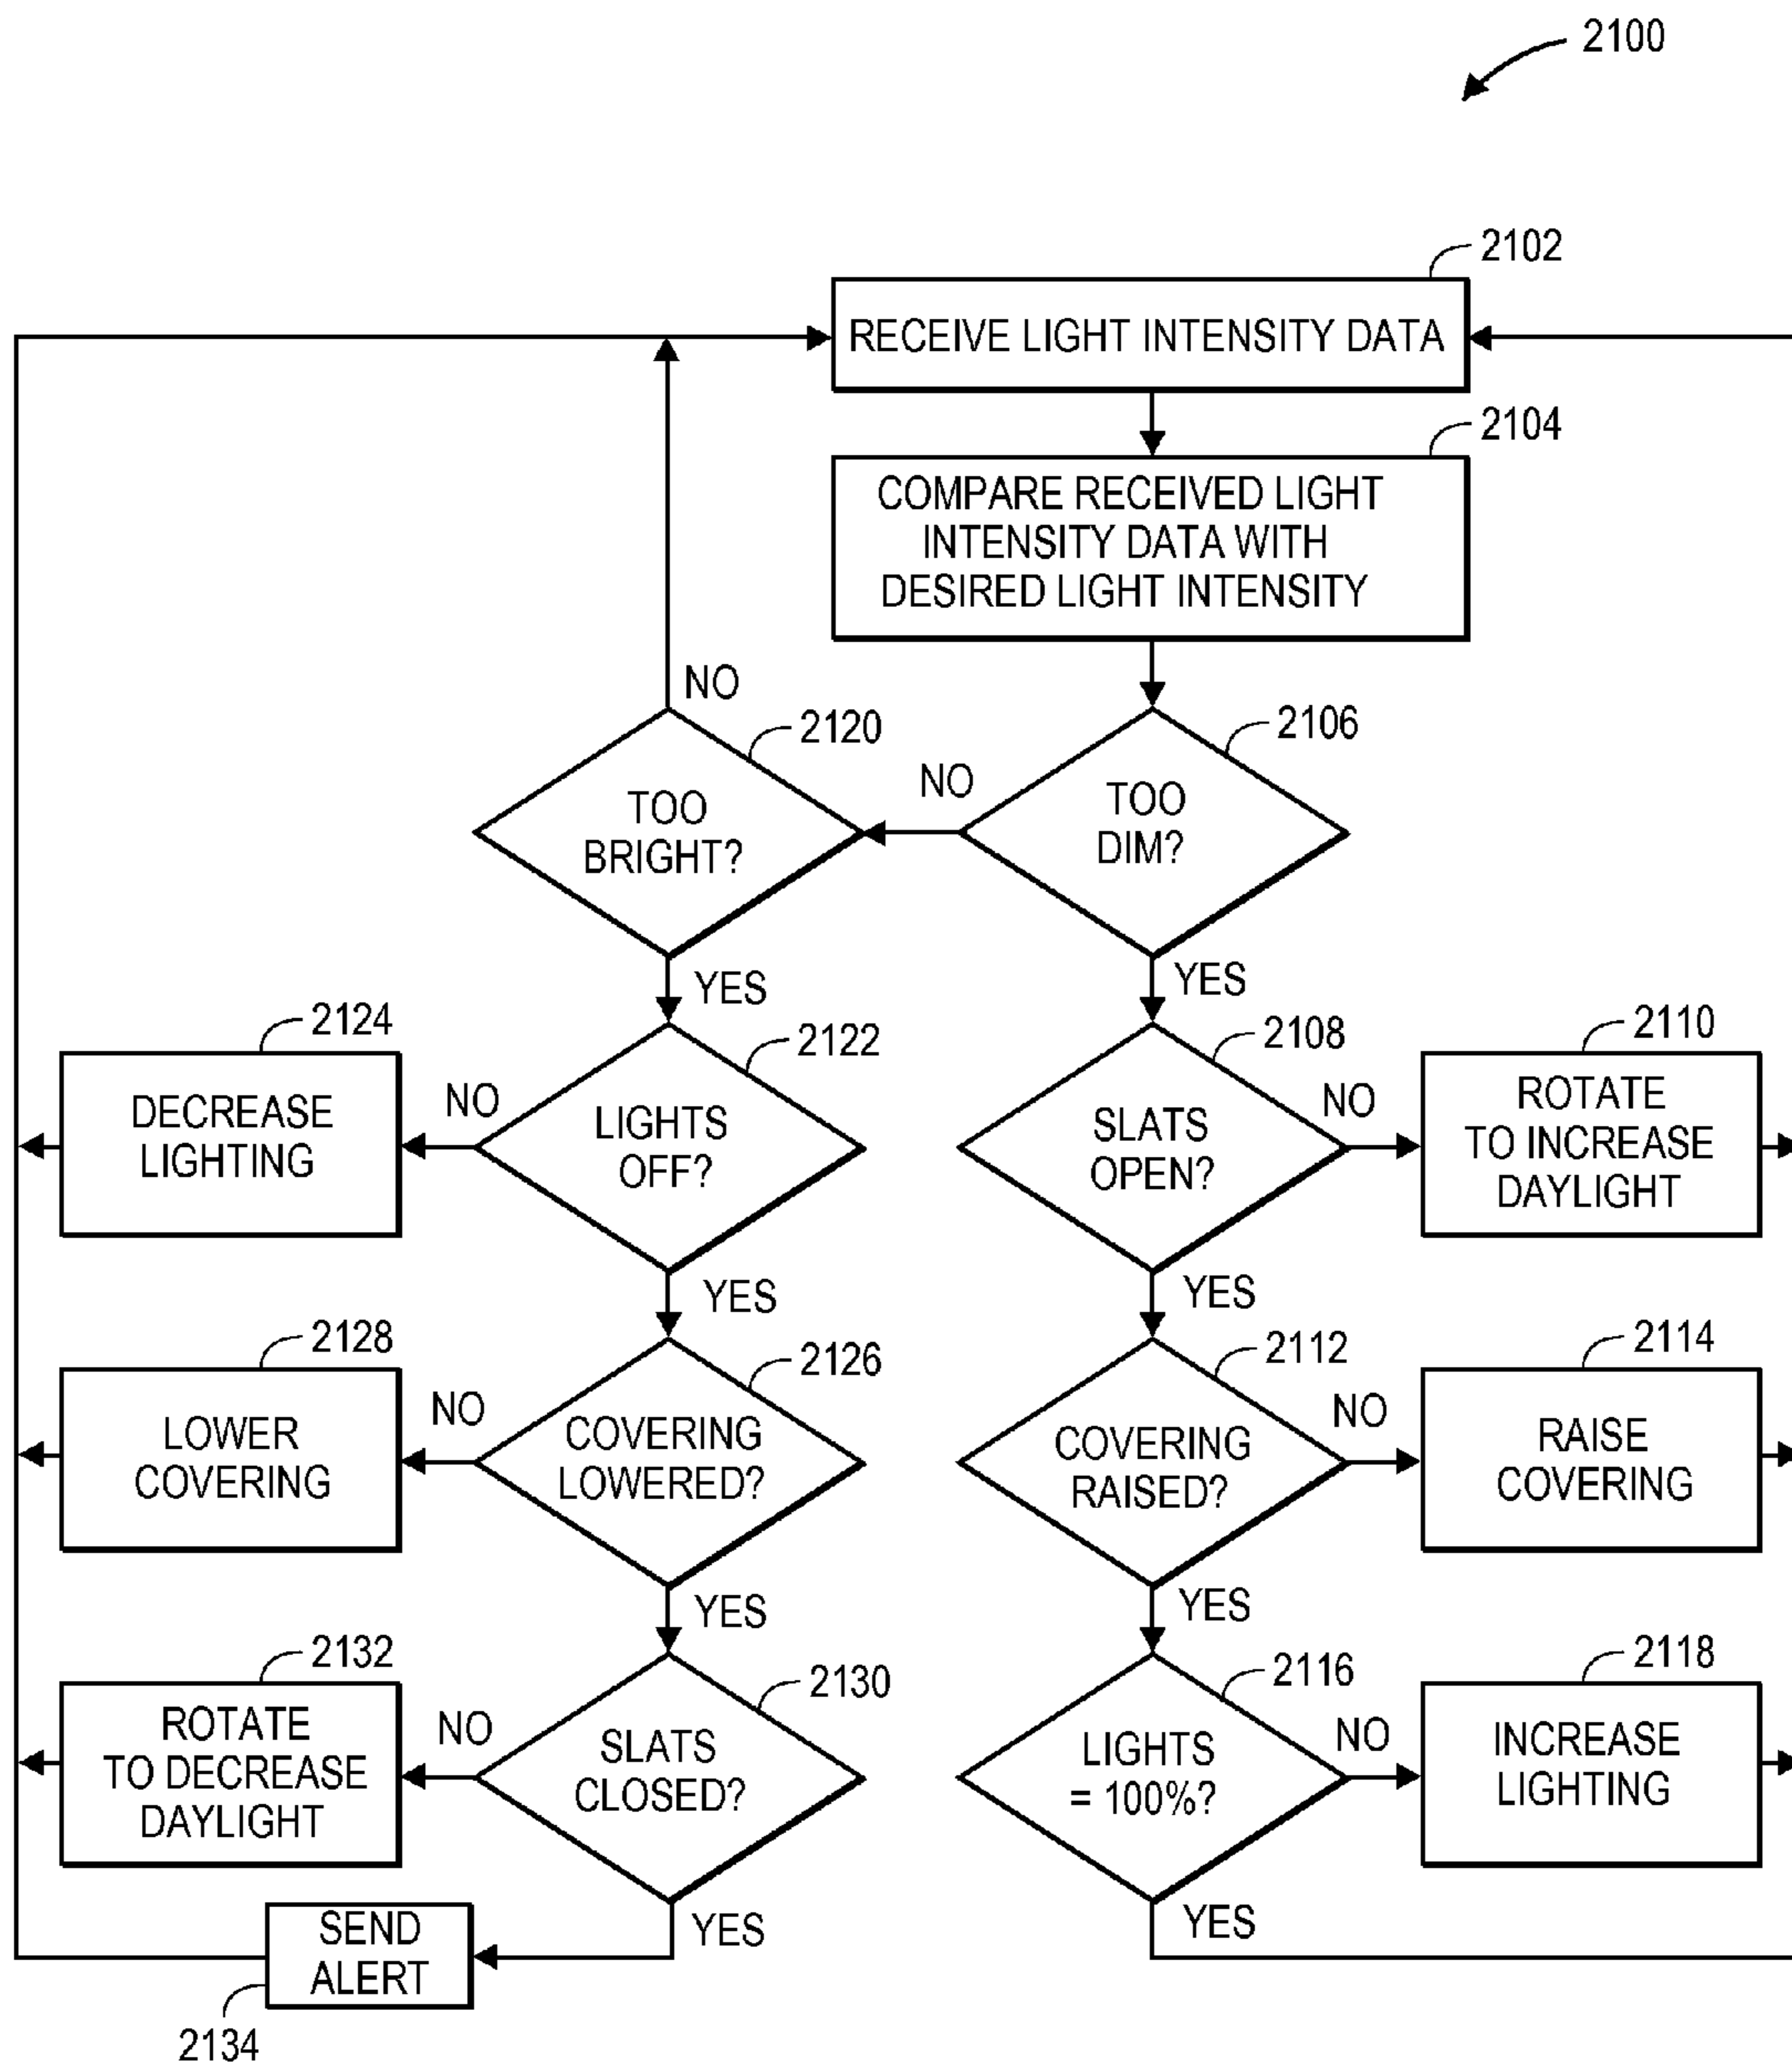 2100
2102
RECEIVE LIGHT INTENSITY DATA
2104
COMPARE RECEIVED LIGHT
INTENSITY DATA WITH
DESIRED LIGHT INTENSITY
NO
2120
TOO
BRIGHT?
NO
2106
TOO
DIM?
YES
YES
2124
DECREASE
LIGHTING
NO
2122
LIGHTS
OFF?
2108
SLATS
OPEN?
NO
2110
ROTATE
TO INCREASE
DAYLIGHT
YES
YES
2128
LOWER
COVERING
NO
2126
COVERING
LOWERED?
2112
COVERING
RAISED?
NO
2114
RAISE
COVERING
YES
YES
2132
ROTATE
TO DECREASE
DAYLIGHT
NO
2130
SLATS
CLOSED?
2116
LIGHTS
= 100%?
NO
2118
INCREASE
LIGHTING
SEND
ALERT
YES
YES
2134